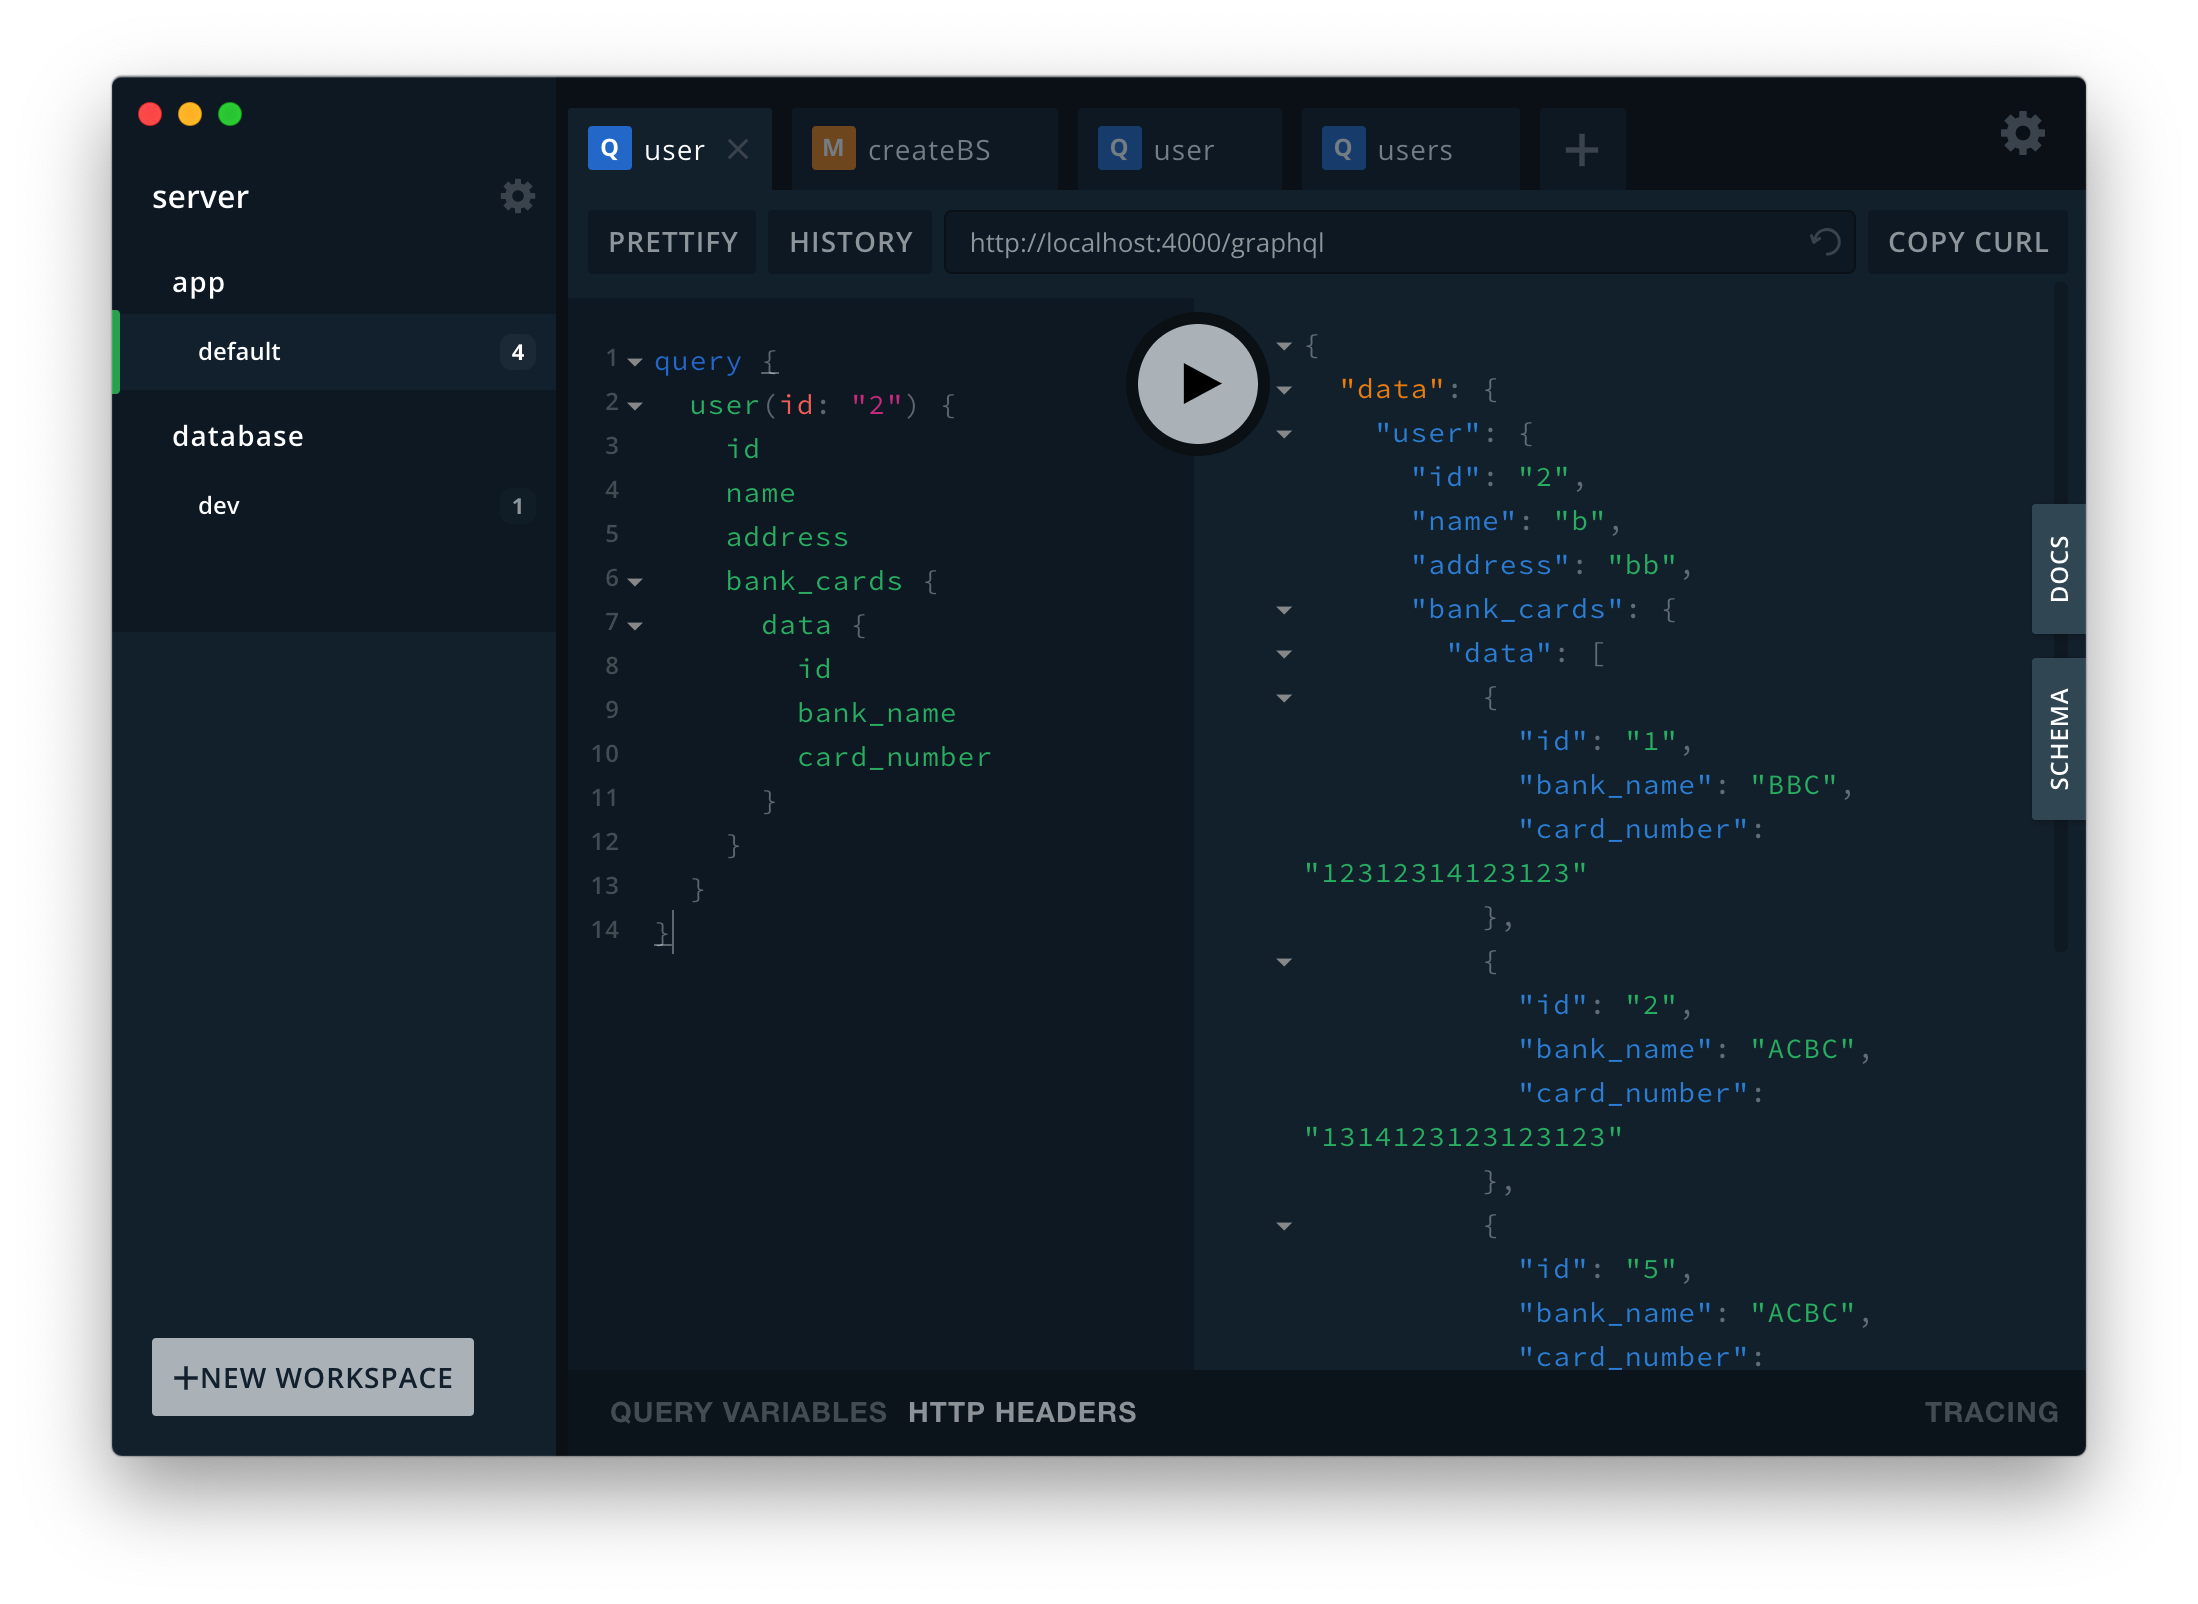 server
app
default 4
database
dev 1
+NEW WORKSPACE
Q user M createBS Q user Q users
PRETTIFY HISTORY http://localhost:4000/graphql COPY CURL
1 query {
2 user(id: "2") {
3 id
4 name
5 address
6 bank_cards {
7 data {
8 id
9 bank_name
10 card_number
11 }
12 }
13 }
14 }
{
"data": {
"user": {
"id": "2",
"name": "b",
"address": "bb",
"bank_cards": {
"data": [
{
"id": "1",
"bank_name": "BBC",
"card_number":
"12312314123123"
},
{
"id": "2",
"bank_name": "ACBC",
"card_number":
"1314123123123123"
},
{
"id": "5",
"bank_name": "ACBC",
"card_number":
DOCS
SCHEMA
QUERY VARIABLES HTTP HEADERS TRACING